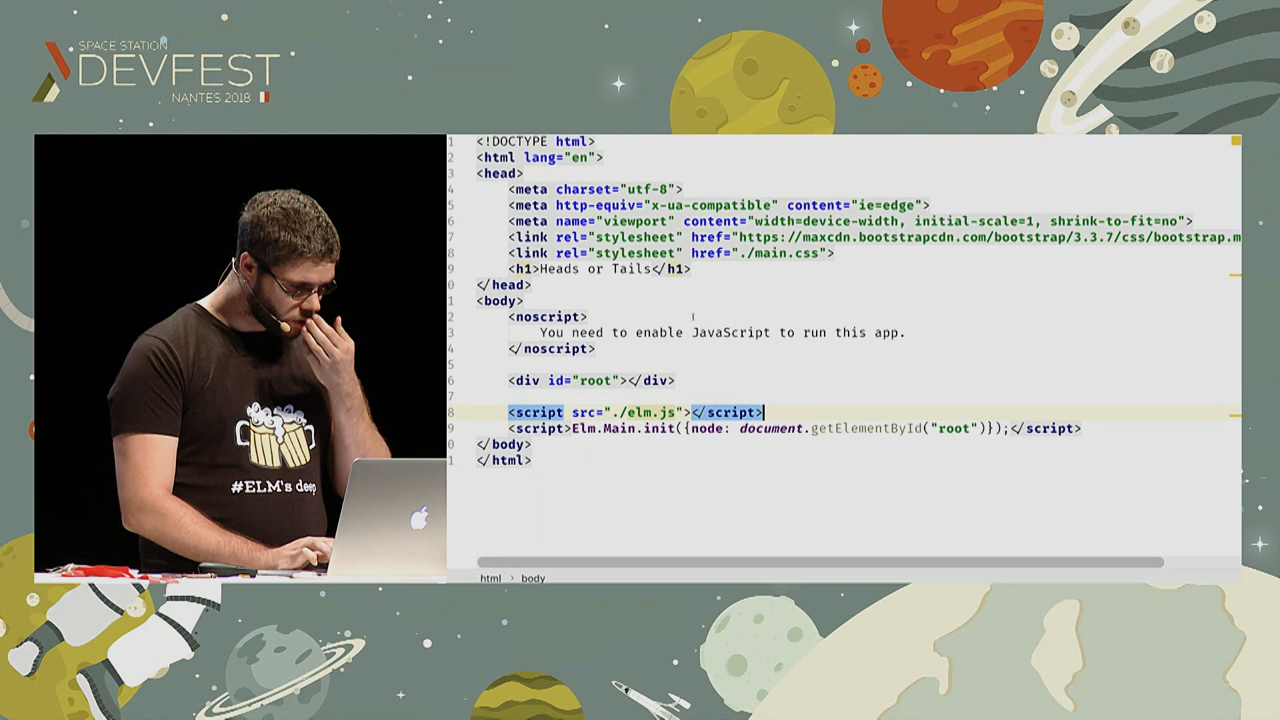 SPACE STATION
DEVFEST
NANTES 2018
#ELM's deep
1 <!DOCTYPE html>
2 <html lang="en">
3 <head>
4 <meta charset="utf-8">
5 <meta http-equiv="x-ua-compatible" content="ie=edge">
6 <meta name="viewport" content="width=device-width, initial-scale=1, shrink-to-fit=no">
7 <link rel="stylesheet" href="https://maxcdn.bootstrapcdn.com/bootstrap/3.3.7/css/bootstrap.m
8 <link rel="stylesheet" href="./main.css">
9 <h1>Heads or Tails</h1>
0 </head>
1 <body>
2 <noscript>
3 You need to enable JavaScript to run this app.
4 </noscript>
5
6 <div id="root"></div>
7
8 <script src="./elm.js"></script>
9 <script>Elm.Main.init({node: document.getElementById("root")});</script>
0 </body>
1 </html>
html > body